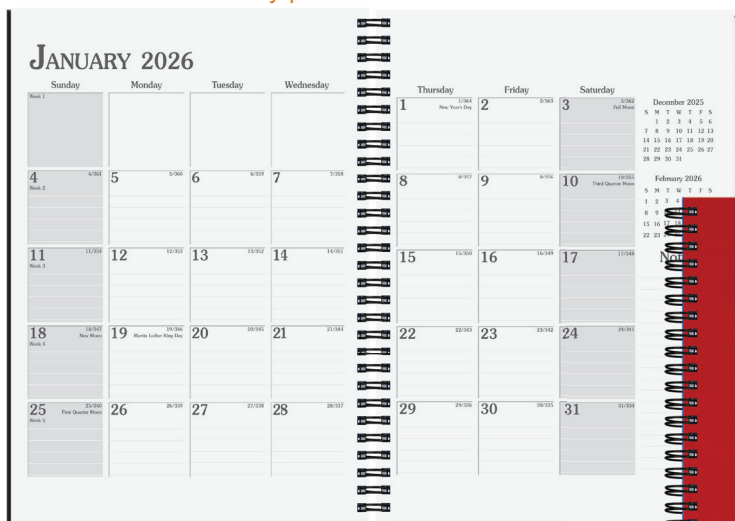 JANUARY 2026
Sunday Monday Tuesday Wednesday
Week 1
4 4/361 5 5/360 6 6/359 7 7/358
Week 2
11 11/354 12 12/353 13 13/352 14 14/351
Week 3
18 18/347 19 19/346 20 20/345 21 21/344
New Moon Martin Luther King Day
Week 4
25 25/340 26 26/339 27 27/338 28 28/337
First Quarter Moon
Week 5
Thursday Friday Saturday
1 1/364 2 2/363 3 3/362
New Year's Day Full Moon
8 8/357 9 9/356 10 10/355
Third Quarter Moon
15 15/350 16 16/349 17 17/348
22 22/343 23 23/342 24 24/341
29 29/336 30 30/335 31 31/334
December 2025
S M T W T F S
1 2 3 4 5 6
7 8 9 10 11 12 13
14 15 16 17 18 19 20
21 22 23 24 25 26 27
28 29 30 31
February 2026
S M T W T F S
1 2 3 4
8 9
15 16 17 18
22 23